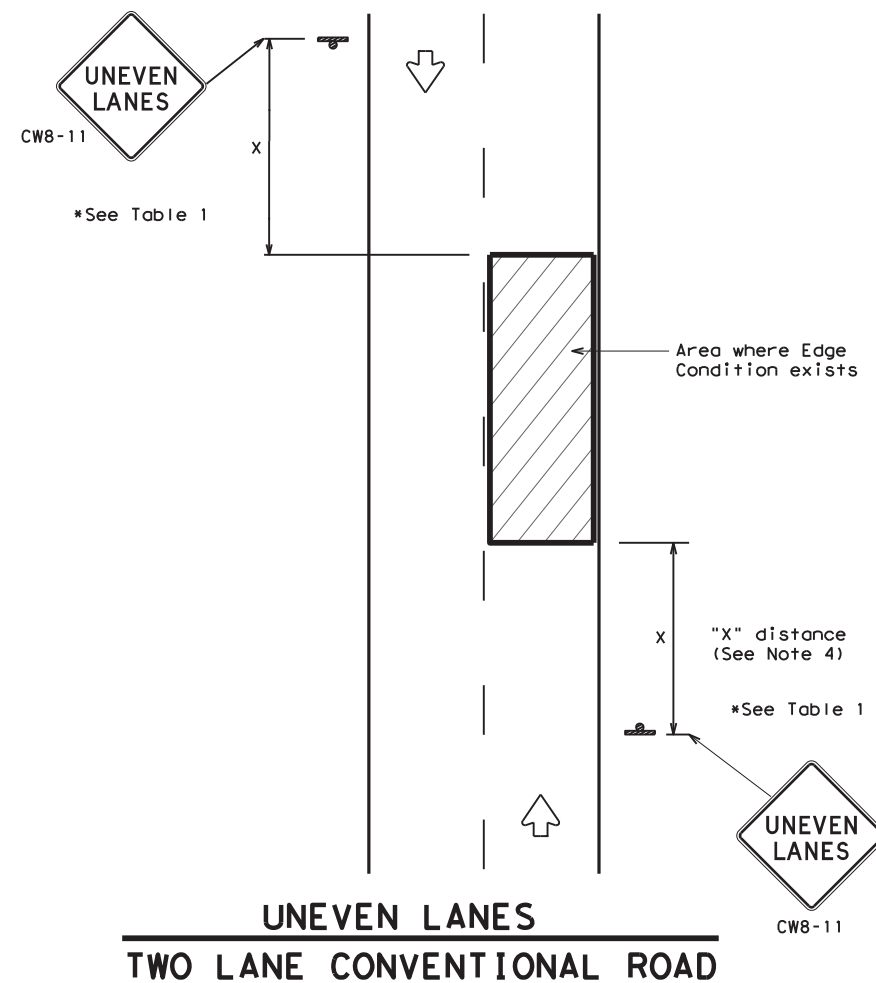 UNEVEN
LANES
CW8-11
X
*See Table 1
Area where Edge
Condition exists
X
"X" distance
(See Note 4)
*See Table 1
UNEVEN
LANES
CW8-11
UNEVEN LANES
TWO LANE CONVENTIONAL ROAD